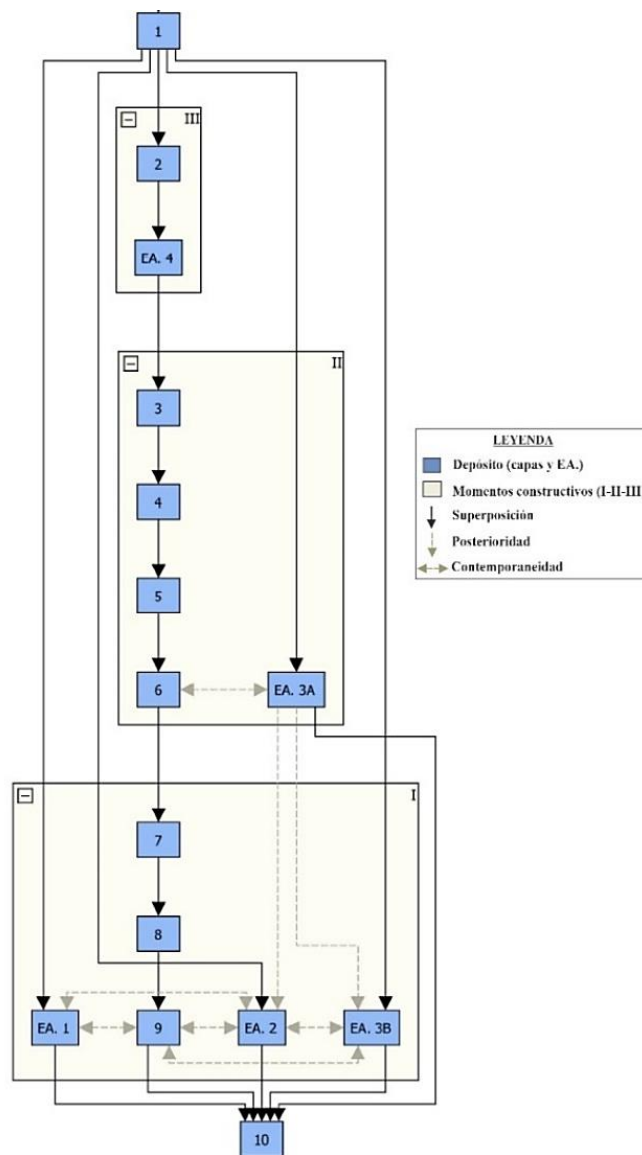 1
III
2
EA. 4
II
3
4
5
6
EA. 3A
LEYENDA
Depósito (capas y EA.)
Momentos constructivos (I-II-III)
Superposición
Posterioridad
Contemporaneidad
I
7
8
EA. 1
9
EA. 2
EA. 3B
10